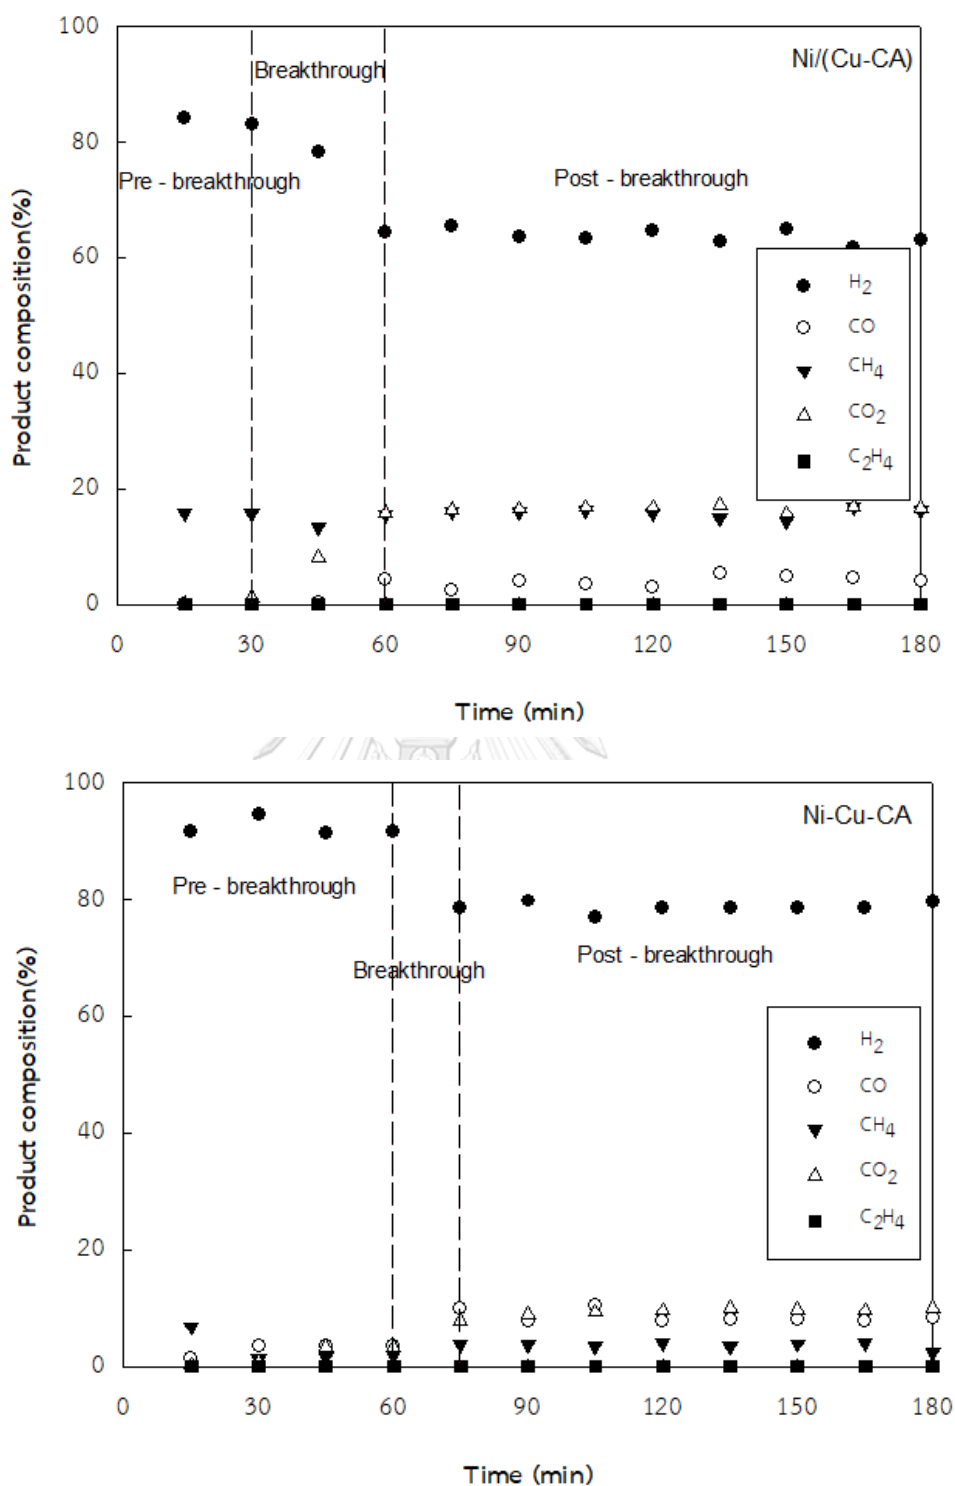 100
80
60
40
20
0
Product composition(%)
Breakthrough
Ni/(Cu-CA)
Pre - breakthrough
Post - breakthrough
H2
CO
CH4
CO2
C2H4
0 30 60 90 120 150 180
Time (min)
100
80
60
40
20
0
Product composition(%)
Ni-Cu-CA
Pre - breakthrough
Breakthrough
Post - breakthrough
H2
CO
CH4
CO2
C2H4
0 30 60 90 120 150 180
Time (min)